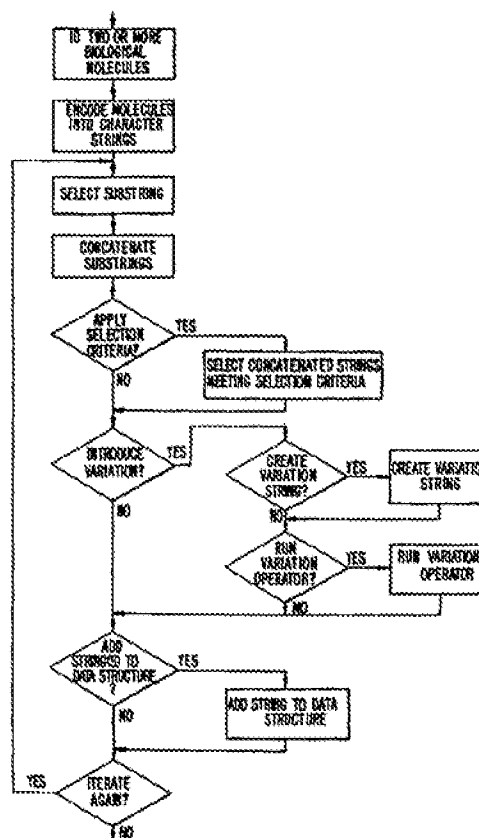 ID TWO OR MORE
BIOLOGICAL
MOLECULES
ENCODE MOLECULES
INTO CHARACTER
STRINGS
SELECT SUBSTRING
CONCATENATE
SUBSTRINGS
APPLY
SELECTION
CRITERIA?
YES
SELECT CONCATENATED STRINGS
MEETING SELECTION CRITERIA
NO
INTRODUCE
VARIATION?
YES
CREATE
VARIATION
STRING?
YES
CREATE VARIATION
STRING
NO
NO
RUN
VARIATION
OPERATOR?
YES
RUN VARIATION
OPERATOR
NO
ADD
STRING(S) TO
DATA STRUCTURE
?
YES
ADD STRING TO DATA
STRUCTURE
NO
YES
ITERATE
AGAIN?
NO